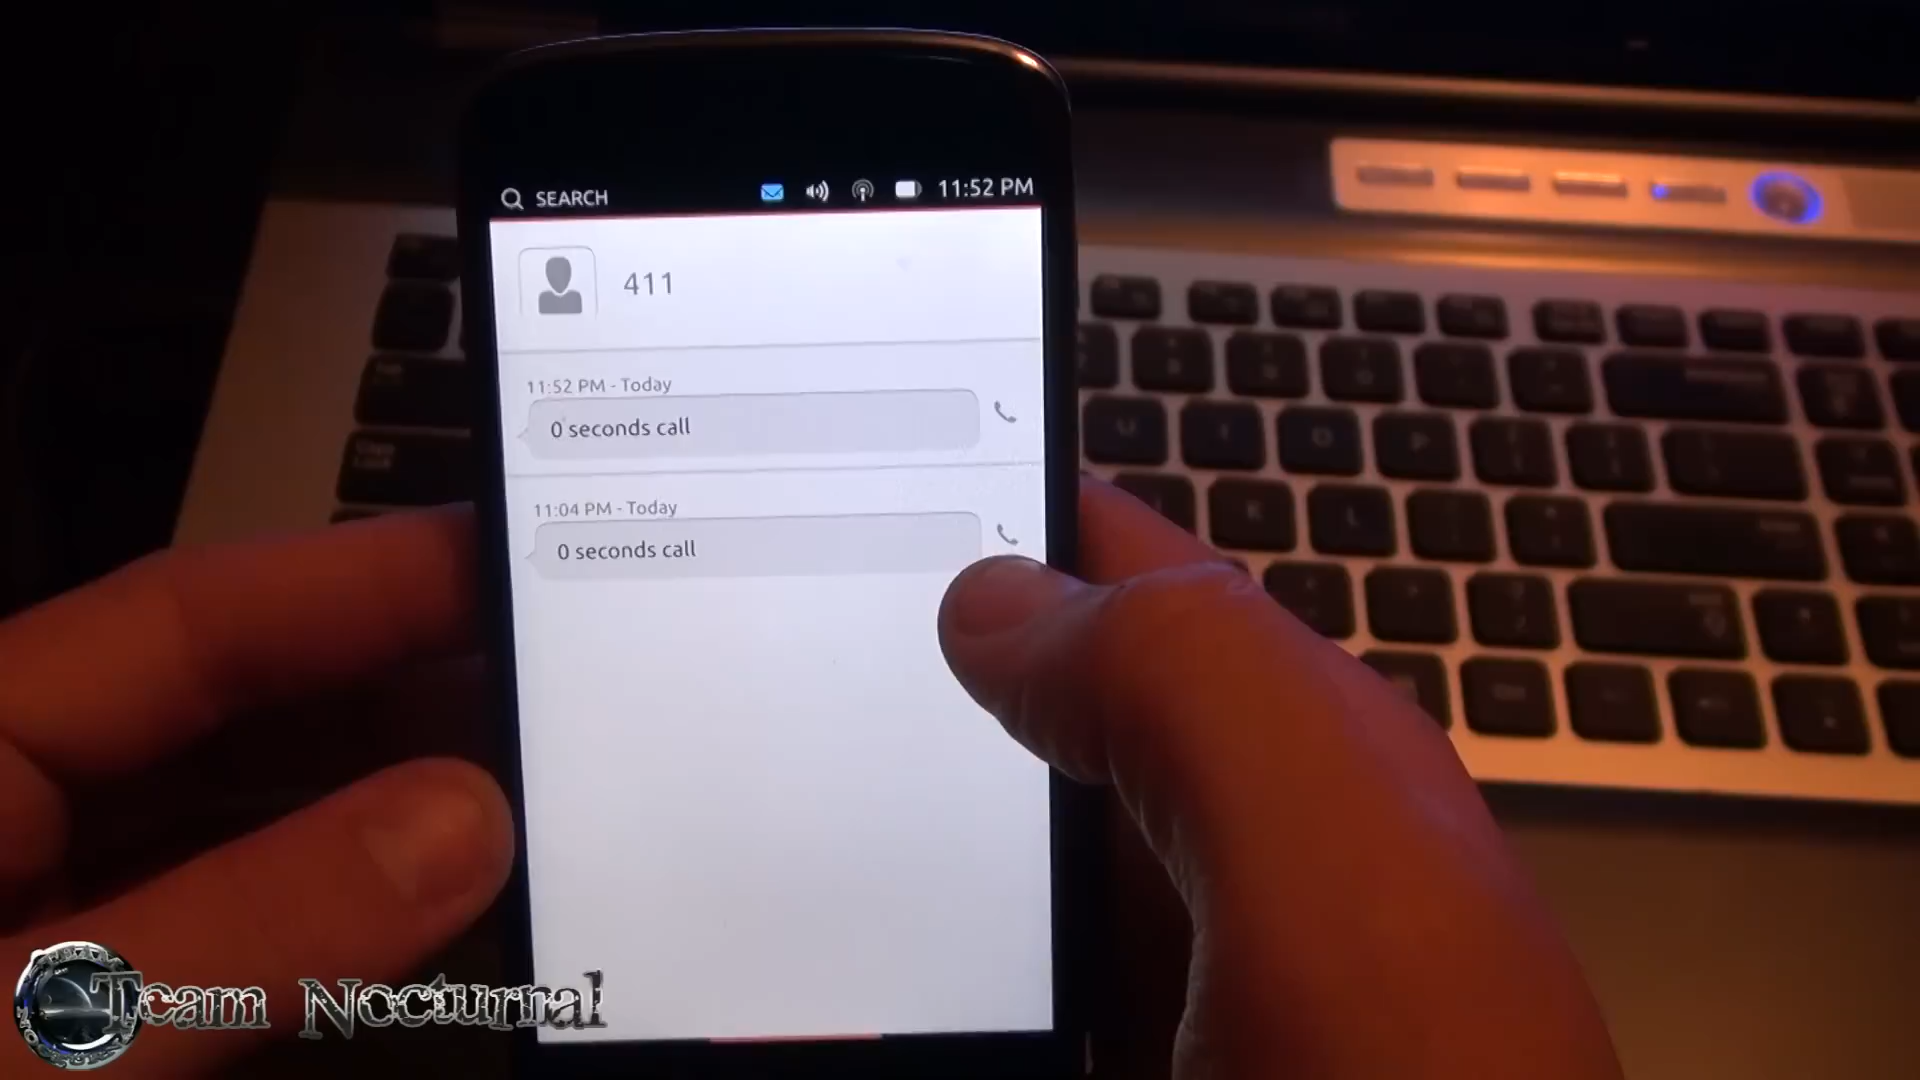 SEARCH 11:52 PM
411
11:52 PM - Today
0 seconds call
11:04 PM - Today
0 seconds call
Team Nocturnal
U
I
O
P
K
L